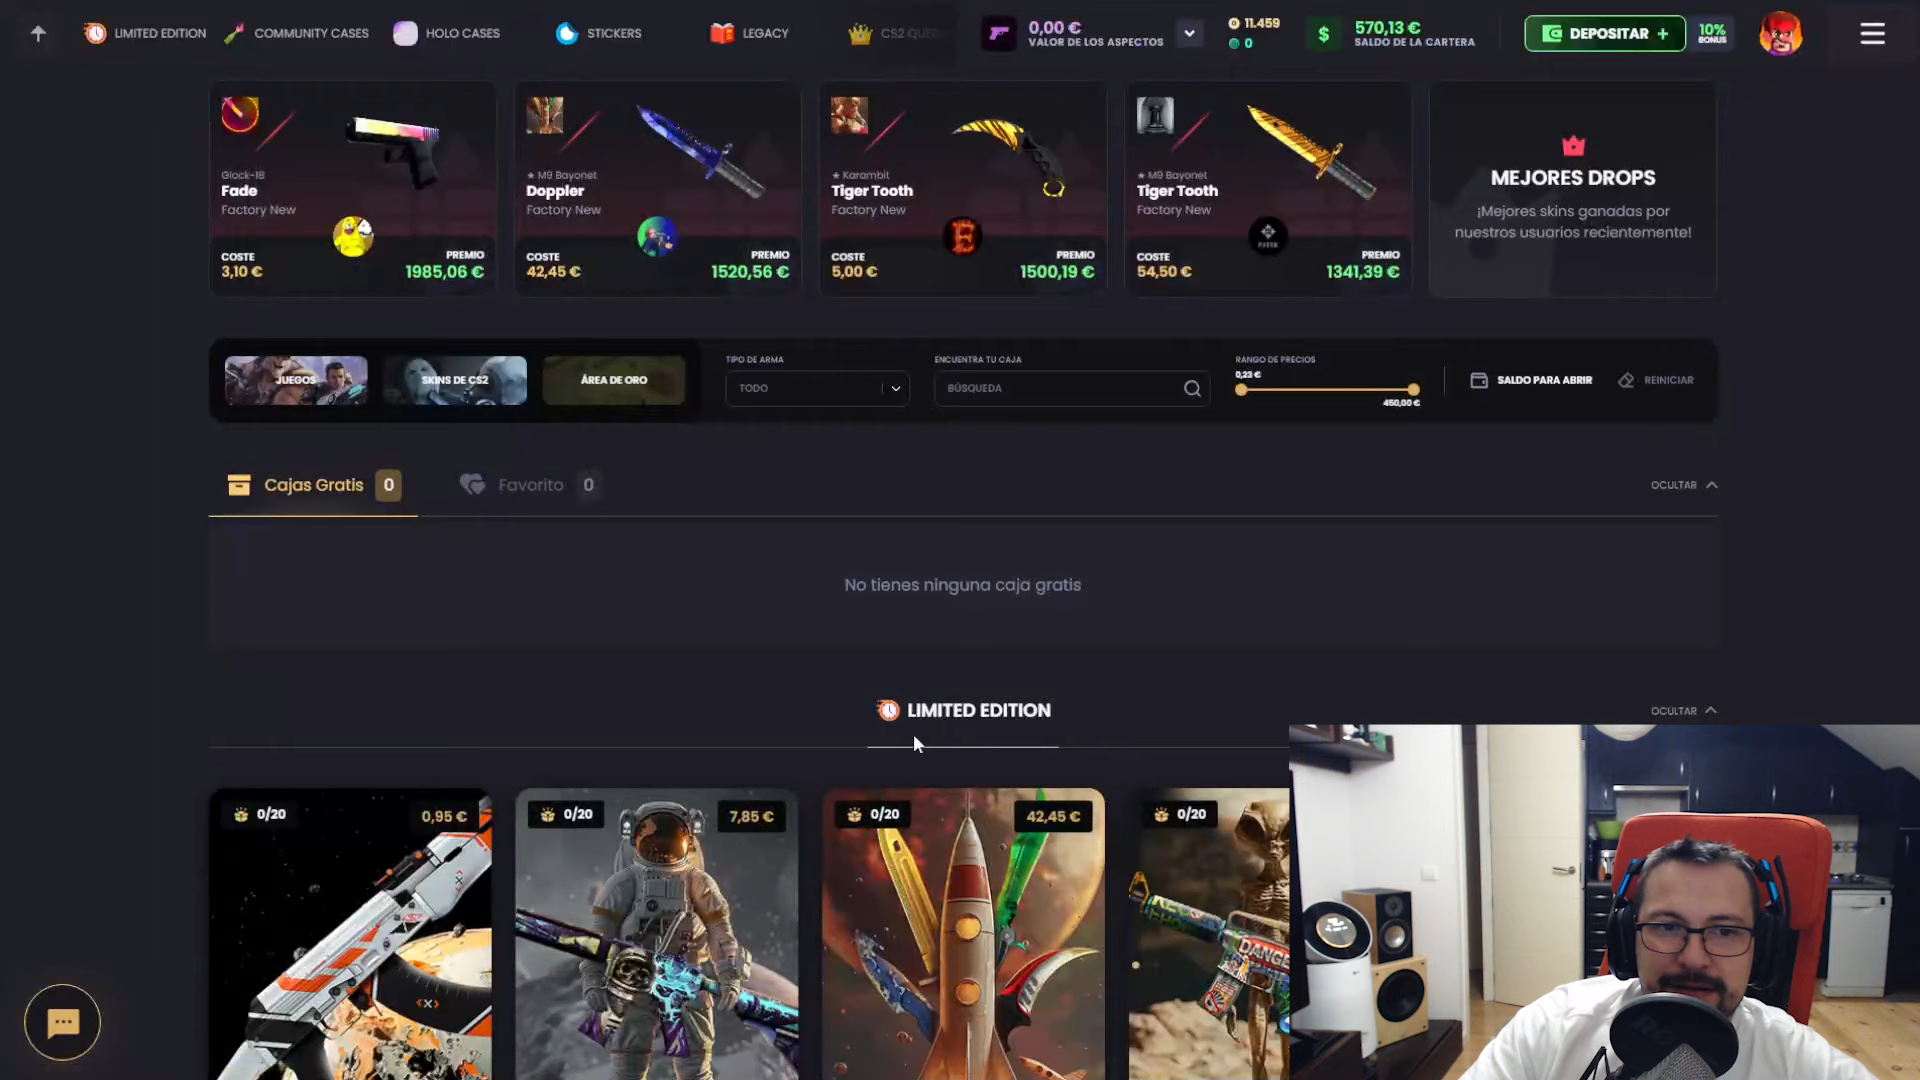 LIMITED EDITION
COMMUNITY CASES
HOLO CASES
STICKERS
LEGACY
0,00 €
VALOR DE LOS ASPECTOS
11.459
0
$
570,13 €
SALDO DE LA CARTERA
DEPOSITAR +
10%
BONUS
Glock-18
Fade
Factory New
COSTE
3,10 €
PREMIO
1985,06 €
★ M9 Bayonet
Doppler
Factory New
COSTE
42,45 €
PREMIO
1520,56 €
★ Karambit
Tiger Tooth
Factory New
E
COSTE
5,00 €
PREMIO
1500,19 €
★ M9 Bayonet
Tiger Tooth
Factory New
COSTE
54,50 €
PREMIO
1341,39 €
MEJORES DROPS
¡Mejores skins ganadas por
nuestros usuarios recientemente!
JUEGOS
SKINS DE CS2
ÁREA DE ORO
TIPO DE ARMA
TODO
ENCUENTRA TU CAJA
BÚSQUEDA
RANGO DE PRECIOS
0,23 €
450,00 €
SALDO PARA ABRIR
REINICIAR
Cajas Gratis 0
Favorito 0
OCULTAR
No tienes ninguna caja gratis
LIMITED EDITION
OCULTAR
0/20
0,95 €
0/20
7,85 €
0/20
42,45 €
0/20
DANGE